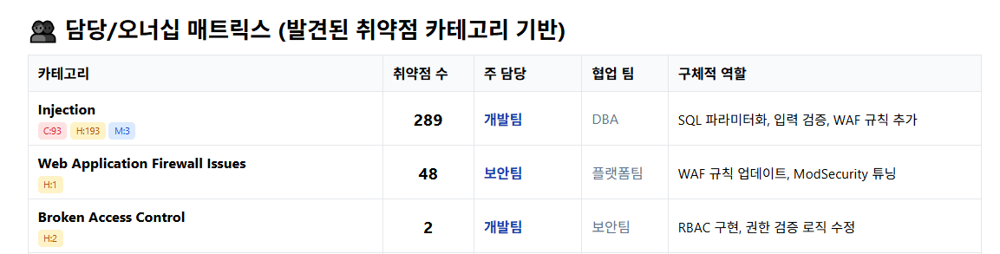 담당/오너십 매트릭스 (발견된 취약점 카테고리 기반)
카테고리 취약점 수 주 담당 협업 팀 구체적 역할
Injection
C:93 H:193 M:3
289 개발팀 DBA SQL 파라미터화, 입력 검증, WAF 규칙 추가
Web Application Firewall Issues
H:1
48 보안팀 플랫폼팀 WAF 규칙 업데이트, ModSecurity 튜닝
Broken Access Control
H:2
2 개발팀 보안팀 RBAC 구현, 권한 검증 로직 수정